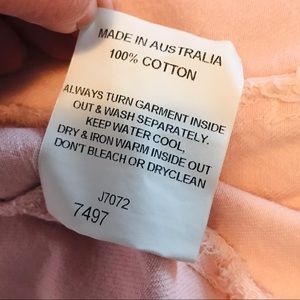 MADE IN AUSTRALIA
100% COTTON
ALWAYS TURN GARMENT INSIDE
OUT & WASH SEPARATELY.
KEEP WATER COOL,
DRY & IRON WARM INSIDE OUT
DON'T BLEACH OR DRYCLEAN
J7072
7497